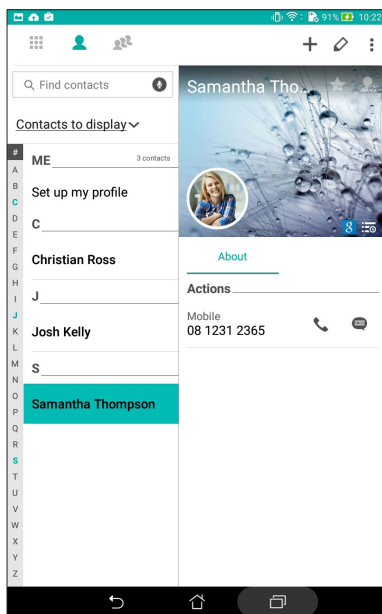 91% 10:22
Find contacts
Samantha Tho...
Contacts to display
#
A
B
C
D
E
F
G
H
I
J
K
L
M
N
O
P
Q
R
S
T
U
V
W
X
Y
Z
ME 3 contacts
Set up my profile
C
Christian Ross
J
Josh Kelly
S
Samantha Thompson
8
About
Actions
Mobile
08 1231 2365